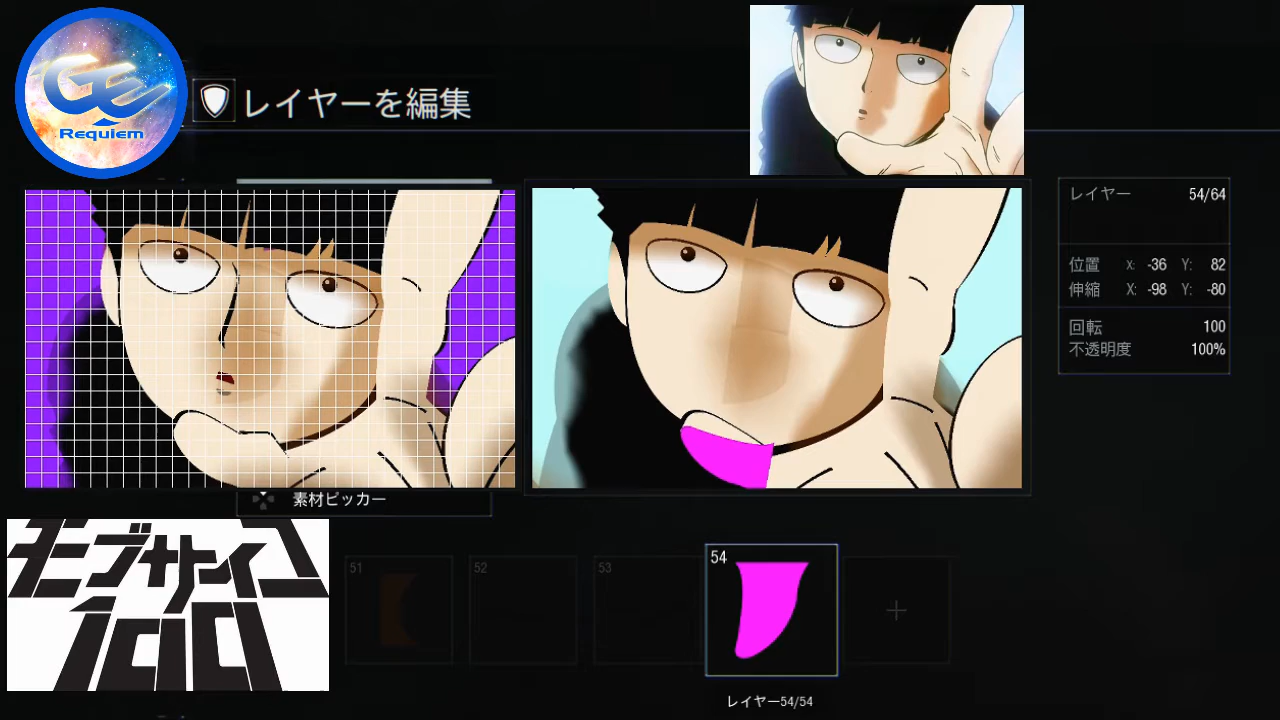 GE
Requiem
レイヤーを編集
レイヤー 54/64
位置 X: -36 Y: 82
伸縮 X: -98 Y: -80
回転 100
不透明度 100%
素材ピッカー
モブサイコ
100
51
52
53
54
レイヤー54/54